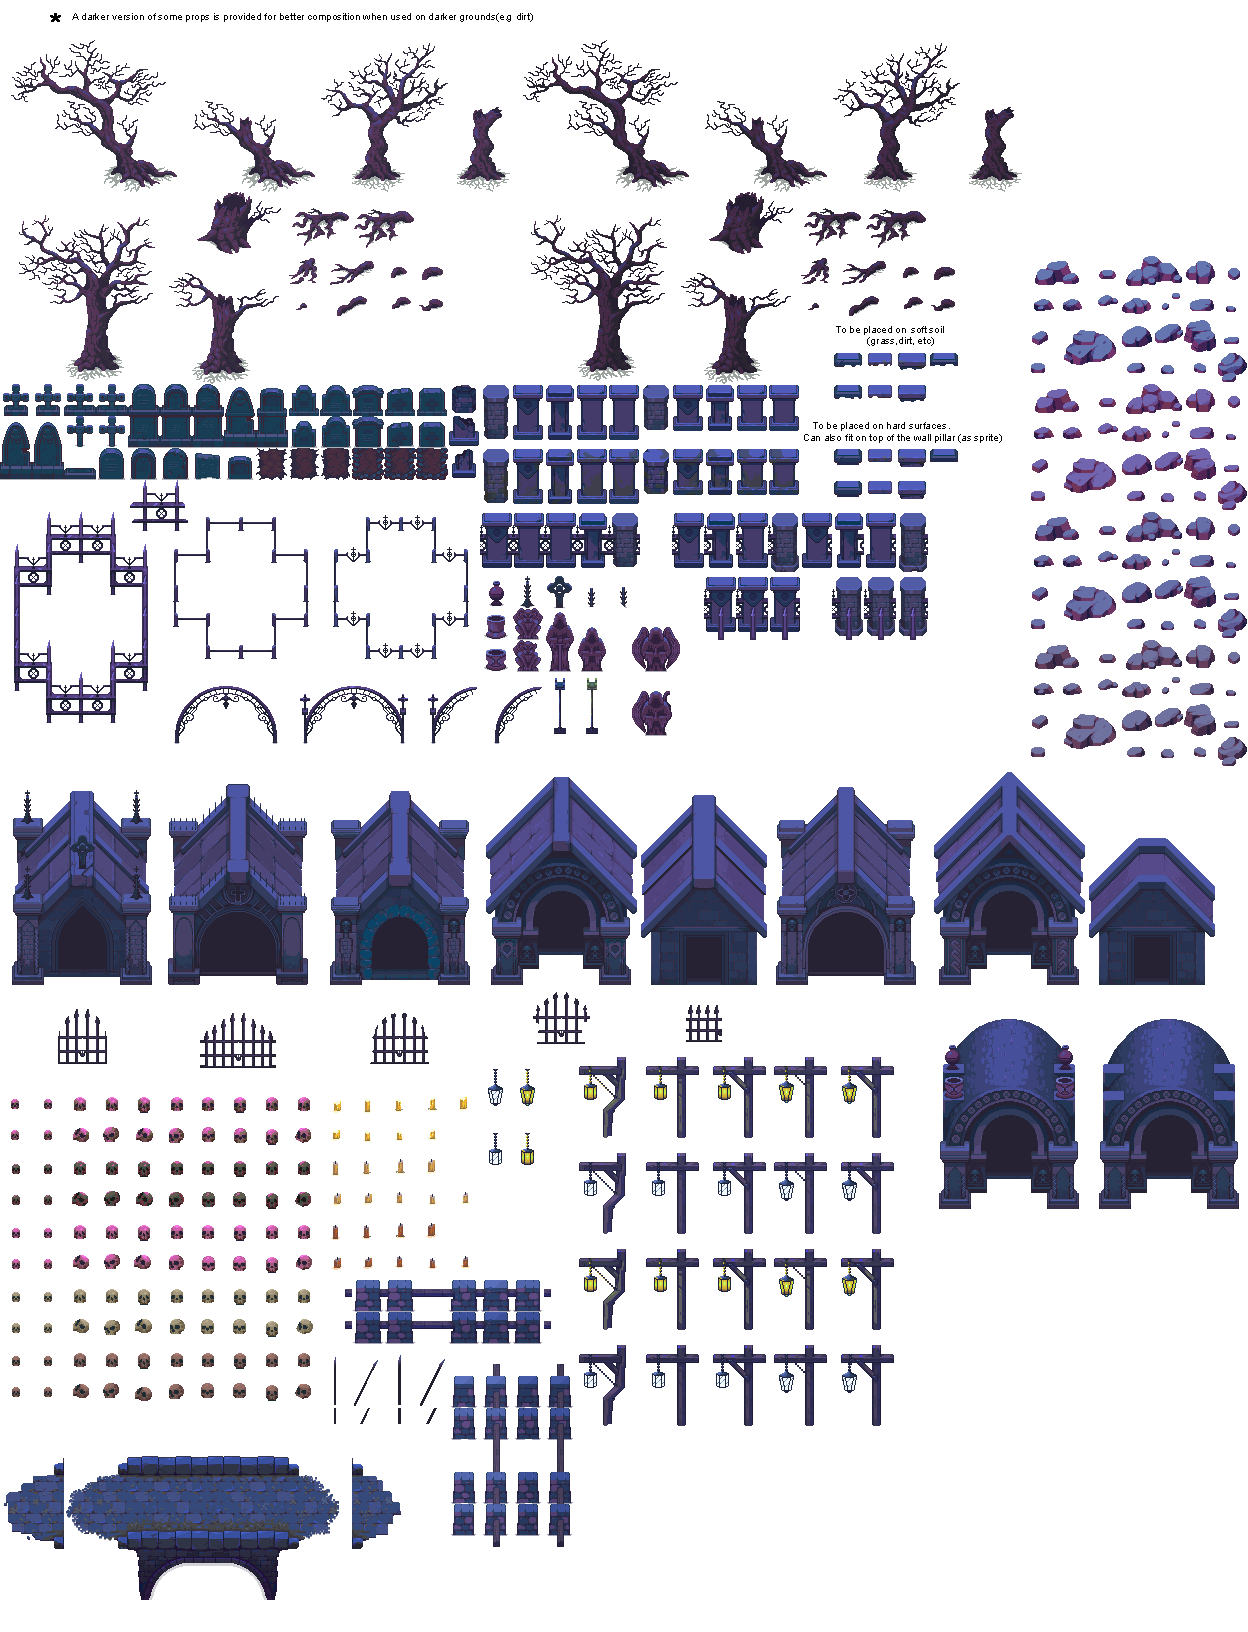 * A darker version of some props is provided for better composition when used on darker grounds(e.g dirt)
To be placed on soft soil
(grass,dirt, etc)
To be placed on hard surfaces.
Can also fit on top of the wall pillar (as sprite)